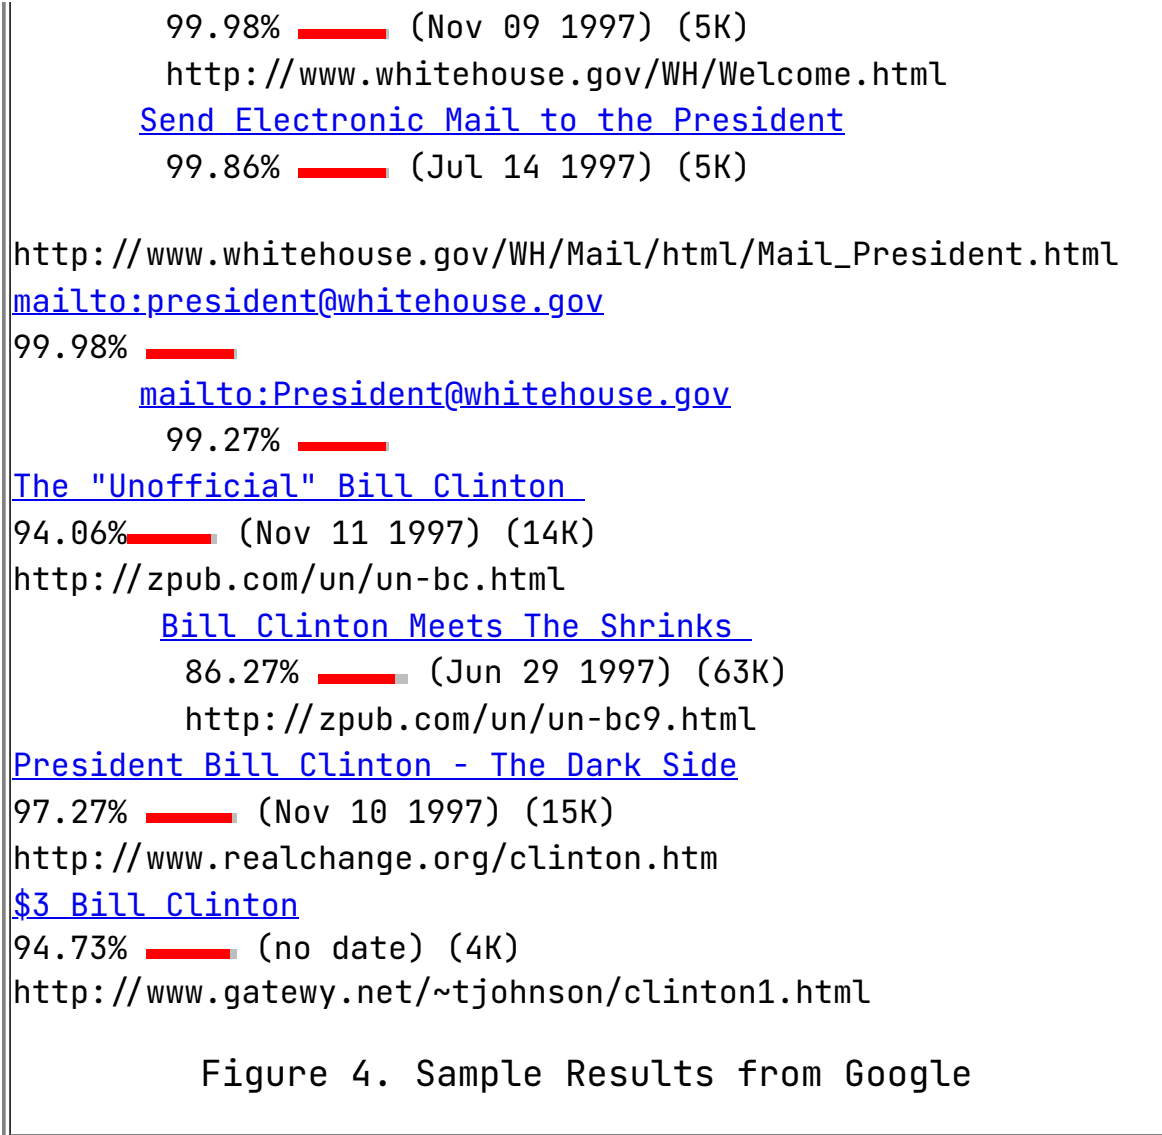 99.98% (Nov 09 1997) (5K)
http://www.whitehouse.gov/WH/Welcome.html
Send Electronic Mail to the President
99.86% (Jul 14 1997) (5K)
http://www.whitehouse.gov/WH/Mail/html/Mail_President.html
mailto:president@whitehouse.gov
99.98%
mailto:President@whitehouse.gov
99.27%
The "Unofficial" Bill Clinton
94.06% (Nov 11 1997) (14K)
http://zpub.com/un/un-bc.html
Bill Clinton Meets The Shrinks
86.27% (Jun 29 1997) (63K)
http://zpub.com/un/un-bc9.html
President Bill Clinton - The Dark Side
97.27% (Nov 10 1997) (15K)
http://www.realchange.org/clinton.htm
$3 Bill Clinton
94.73% (no date) (4K)
http://www.gatewy.net/~tjohnson/clinton1.html
Figure 4. Sample Results from Google